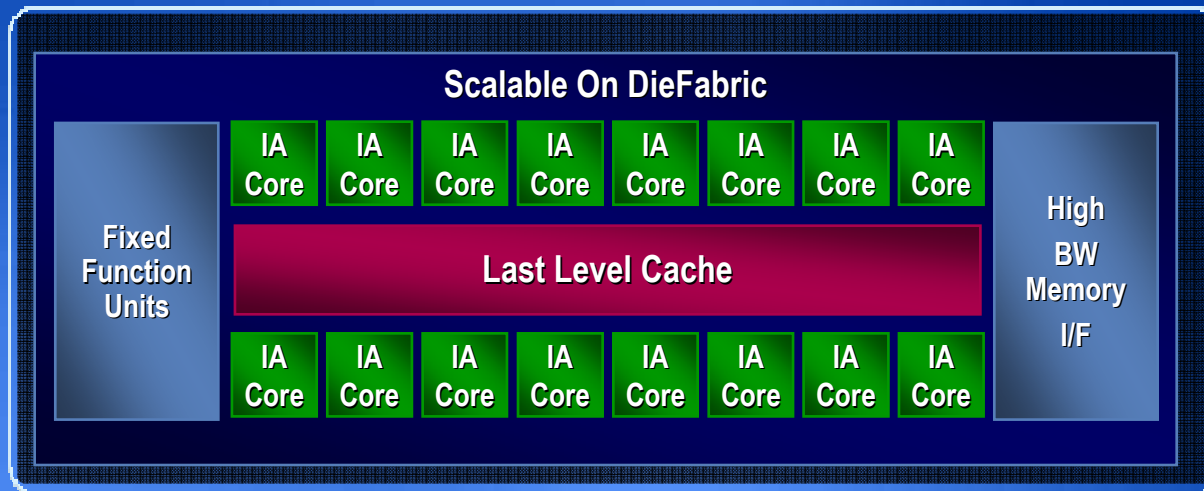 Scalable On DieFabric
IA IA IA IA IA IA IA IA
Core Core Core Core Core Core Core Core
Fixed
Function
Units
Last Level Cache
High
BW
Memory
I/F
IA IA IA IA IA IA IA IA
Core Core Core Core Core Core Core Core